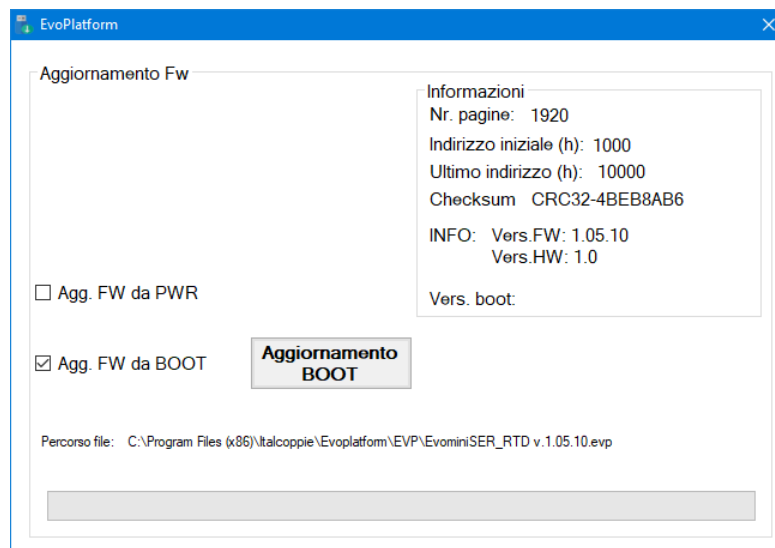 EvoPlatform
Aggiornamento Fw
Informazioni
Nr. pagine: 1920
Indirizzo iniziale (h): 1000
Ultimo indirizzo (h): 10000
Checksum CRC32-4BEB8AB6
INFO: Vers.FW: 1.05.10
Vers.HW: 1.0
Vers. boot:
Agg. FW da PWR
Agg. FW da BOOT
Aggiornamento
BOOT
Percorso file: C:\Program Files (x86)\Italcoppie\Evoplatform\EVP\EvominiSER_RTD v.1.05.10.evp